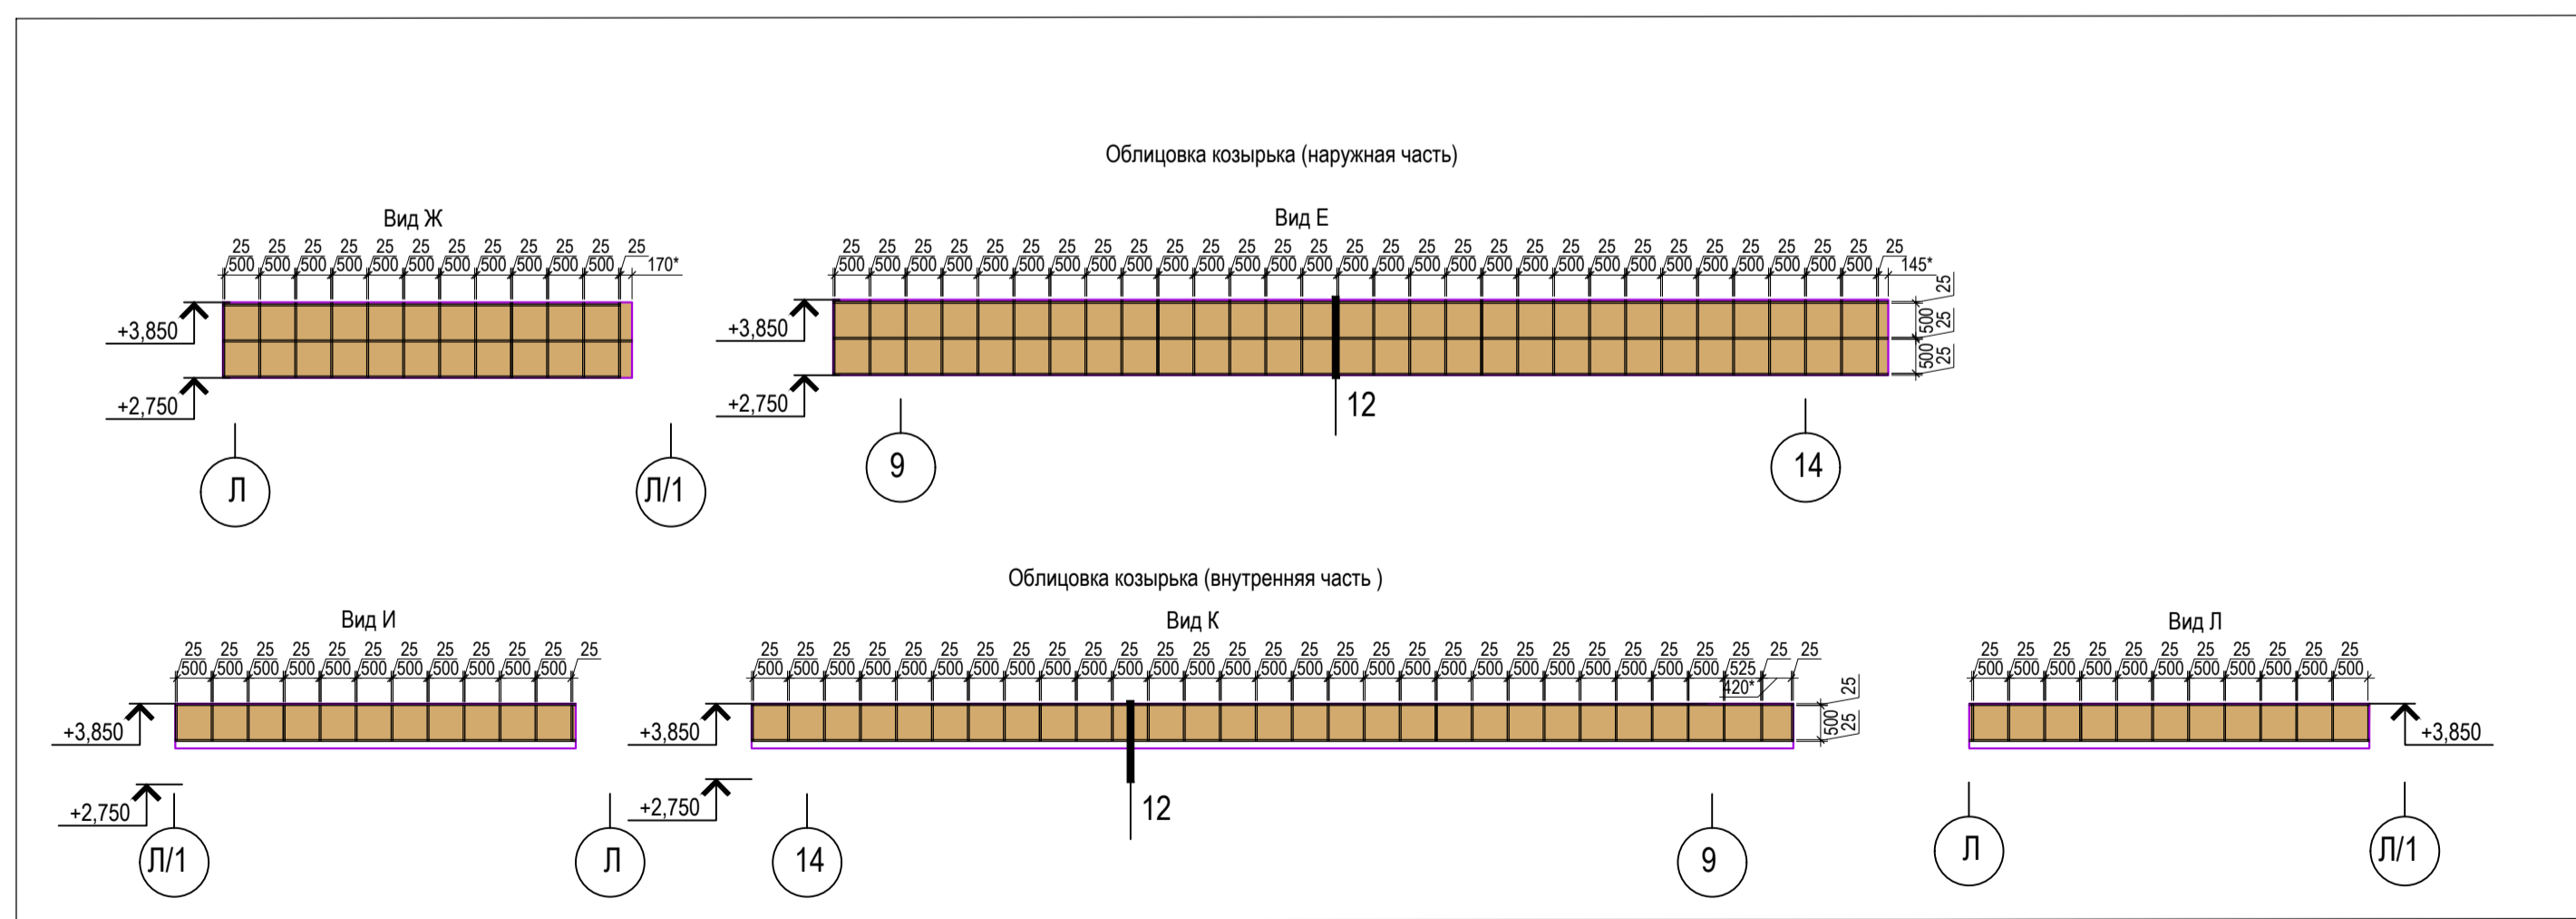 Облицовка козырька (наружная часть)
Вид Ж
25 25 25 25 25 25 25 25 25 25 25 25
500 500 500 500 500 500 500 500 500 500 500 170*
+3,850
+2,750
Л
Л/1
Вид Е
25 25 25 25 25 25 25 25 25 25 25 25 25 25 25 25 25 25 25 25 25 25 25 25 25 25 25 25 25 25
500 500 500 500 500 500 500 500 500 500 500 500 500 500 500 500 500 500 500 500 500 500 500 500 500 500 500 500 500 145*
25
500 25
500 25
+3,850
+2,750
12
9
14
Облицовка козырька (внутренняя часть )
Вид И
25 25 25 25 25 25 25 25 25 25 25 25
500 500 500 500 500 500 500 500 500 500 500
+3,850
+2,750
Л/1
Л
Вид К
25 25 25 25 25 25 25 25 25 25 25 25 25 25 25 25 25 25 25 25 25 25 25 25 25 25 25 25 25 25
500 500 500 500 500 500 500 500 500 500 500 500 500 500 500 500 500 500 500 500 500 500 500 500 500 500 500 525
420*
25
500 25
+3,850
+2,750
12
14
9
Вид Л
25 25 25 25 25 25 25 25 25 25 25
500 500 500 500 500 500 500 500 500 500 500
+3,850
Л
Л/1